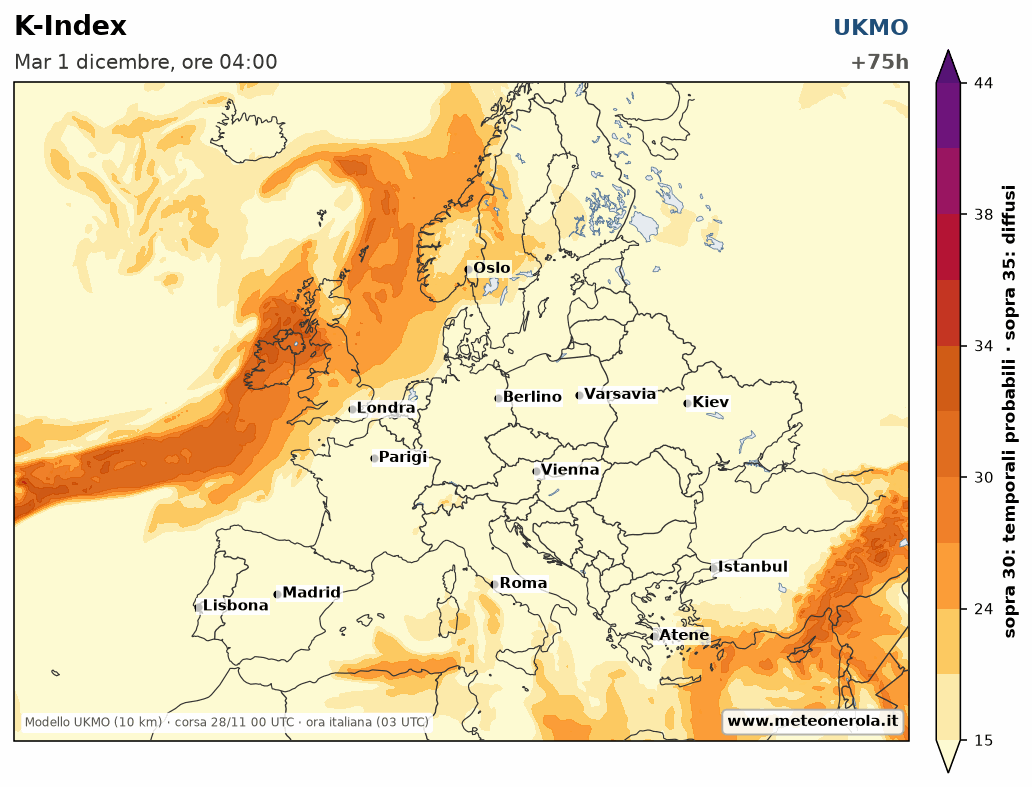 K-Index
UKMO
Mar 1 dicembre, ore 04:00
+75h
44
38
34
30
24
15
sopra 30: temporali probabili · sopra 35: diffusi
Oslo
Londra
Berlino
Varsavia
Kiev
Parigi
Vienna
Istanbul
Roma
Madrid
Lisbona
Atene
Modello UKMO (10 km) · corsa 28/11 00 UTC · ora italiana (03 UTC)
www.meteonerola.it